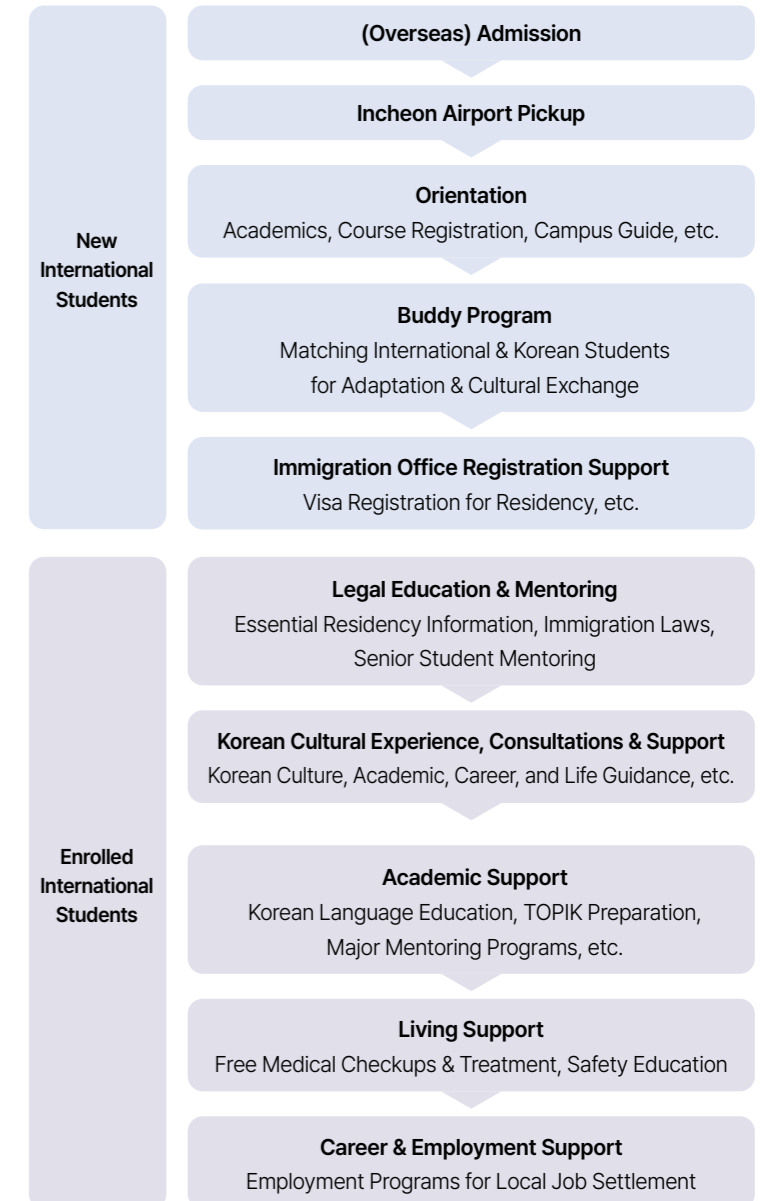 New
International
Students
(Overseas) Admission
Incheon Airport Pickup
Orientation
Academics, Course Registration, Campus Guide, etc.
Buddy Program
Matching International & Korean Students
for Adaptation & Cultural Exchange
Immigration Office Registration Support
Visa Registration for Residency, etc.
Enrolled
International
Students
Legal Education & Mentoring
Essential Residency Information, Immigration Laws,
Senior Student Mentoring
Korean Cultural Experience, Consultations & Support
Korean Culture, Academic, Career, and Life Guidance, etc.
Academic Support
Korean Language Education, TOPIK Preparation,
Major Mentoring Programs, etc.
Living Support
Free Medical Checkups & Treatment, Safety Education
Career & Employment Support
Employment Programs for Local Job Settlement